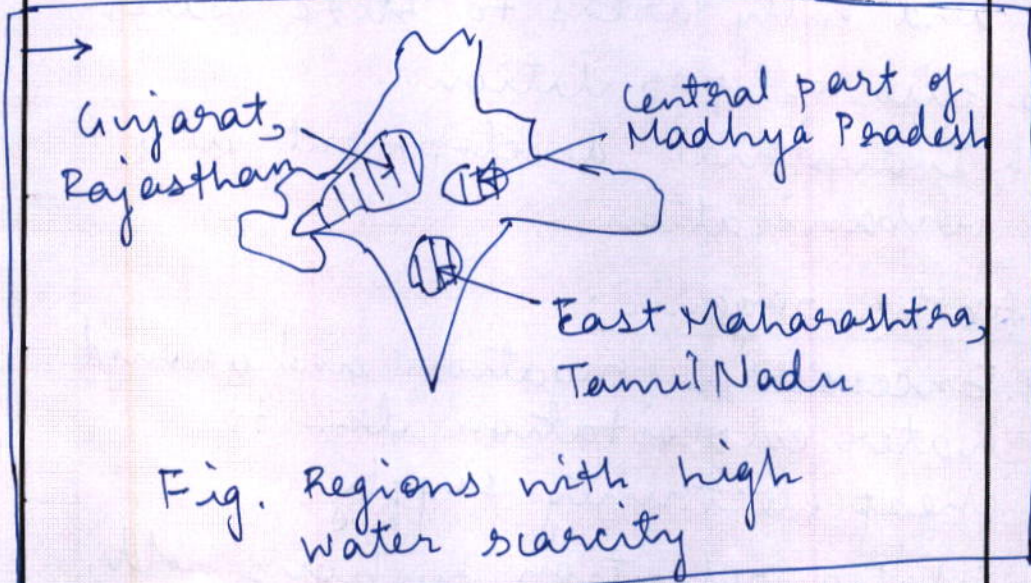 Gujarat,
Rajasthan
Central part of
Madhya Pradesh
East Maharashtra,
Tamil Nadu
Fig. Regions with high
water scarcity